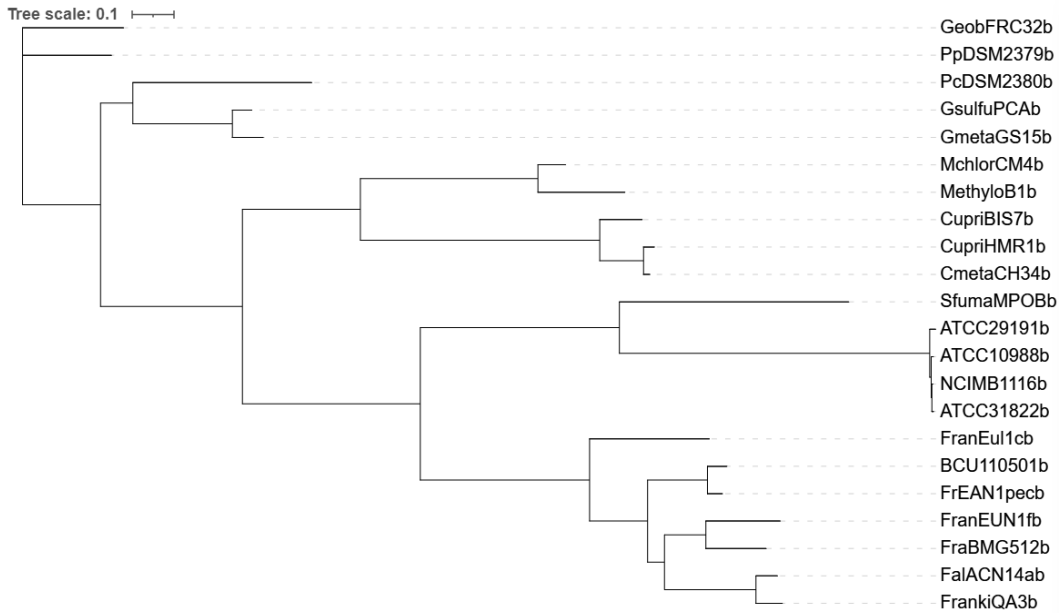 Tree scale: 0.1
GeobFRC32b
PpDSM2379b
PcDSM2380b
GsulfuPCAb
GmetaGS15b
MchlorCM4b
MethyloB1b
CupriBIS7b
CupriHMR1b
CmetaCH34b
SfumaMPOBb
ATCC29191b
ATCC10988b
NCIMB1116b
ATCC31822b
FranEuI1cb
BCU110501b
FrEAN1pecb
FranEUN1fb
FraBMG512b
FalACN14ab
FrankiQA3b